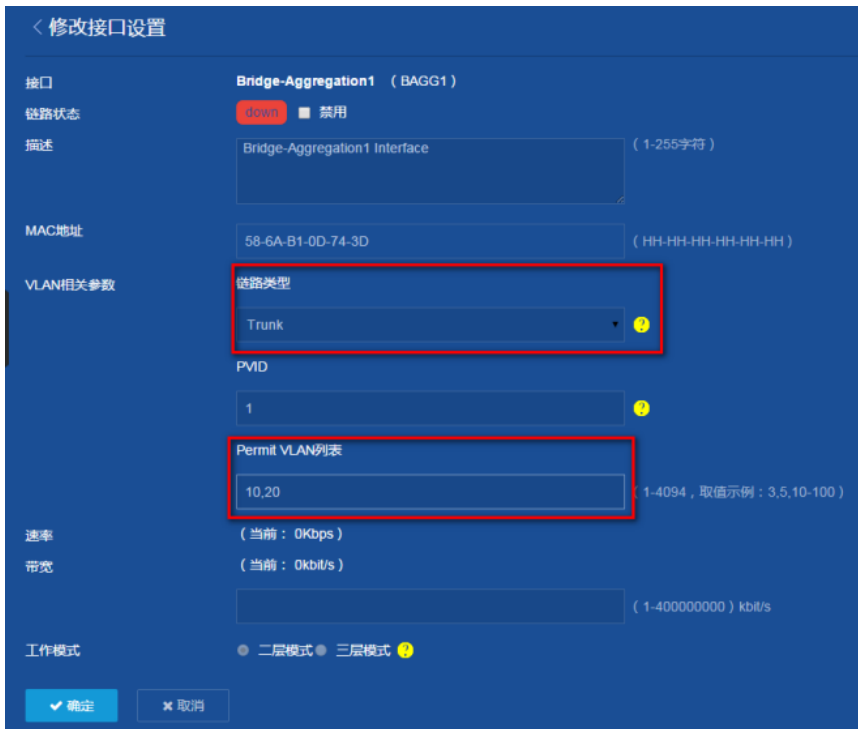 修改接口设置
接口 Bridge-Aggregation1 （BAGG1）
链路状态 down 禁用
描述 Bridge-Aggregation1 Interface （1-255字符）
MAC地址 58-6A-B1-0D-74-3D （HH-HH-HH-HH-HH-HH）
VLAN相关参数 链路类型
Trunk ?
PVID
1 ?
Permit VLAN列表
10,20 （1-4094，取值示例：3,5,10-100）
速率 （当前： 0Kbps）
带宽 （当前： 0kbit/s）
（1-400000000）kbit/s
工作模式 二层模式 三层模式 ?
确定 取消